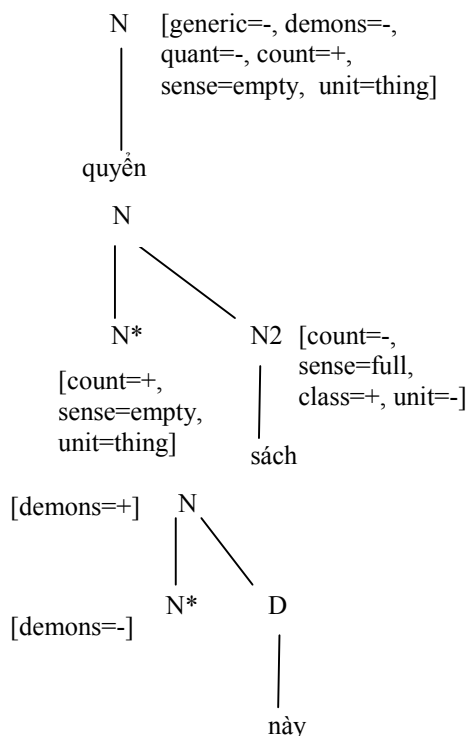 N [generic=-, demons=-,
quant=-, count=+,
sense=empty, unit=thing]
quyển
N
N* N2 [count=-,
sense=full,
class=+, unit=-]
[count=+,
sense=empty,
unit=thing]
sách
[demons=+] N
N* D
[demons=-]
này